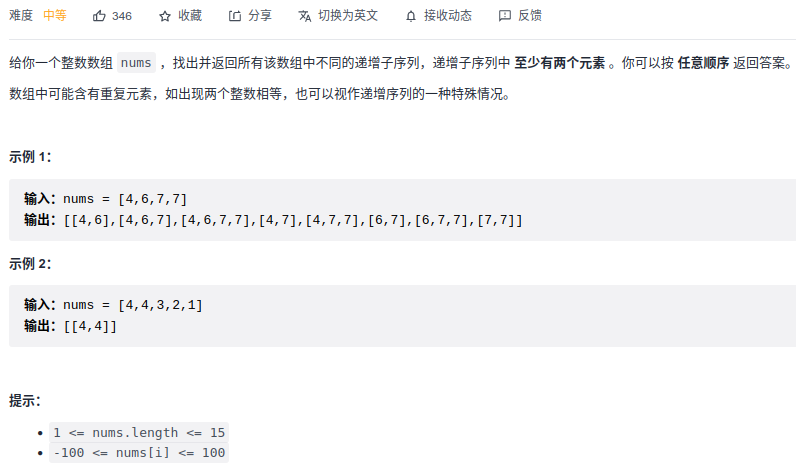 难度 中等 346 收藏 分享 切换为英文 接收动态 反馈
给你一个整数数组 nums ，找出并返回所有该数组中不同的递增子序列，递增子序列中 至少有两个元素 。你可以按 任意顺序 返回答案。
数组中可能含有重复元素，如出现两个整数相等，也可以视作递增序列的一种特殊情况。
示例 1：
输入：nums = [4,6,7,7]
输出：[[4,6],[4,6,7],[4,6,7,7],[4,7],[4,7,7],[6,7],[6,7,7],[7,7]]
示例 2：
输入：nums = [4,4,3,2,1]
输出：[[4,4]]
提示：
• 1 <= nums.length <= 15
• -100 <= nums[i] <= 100